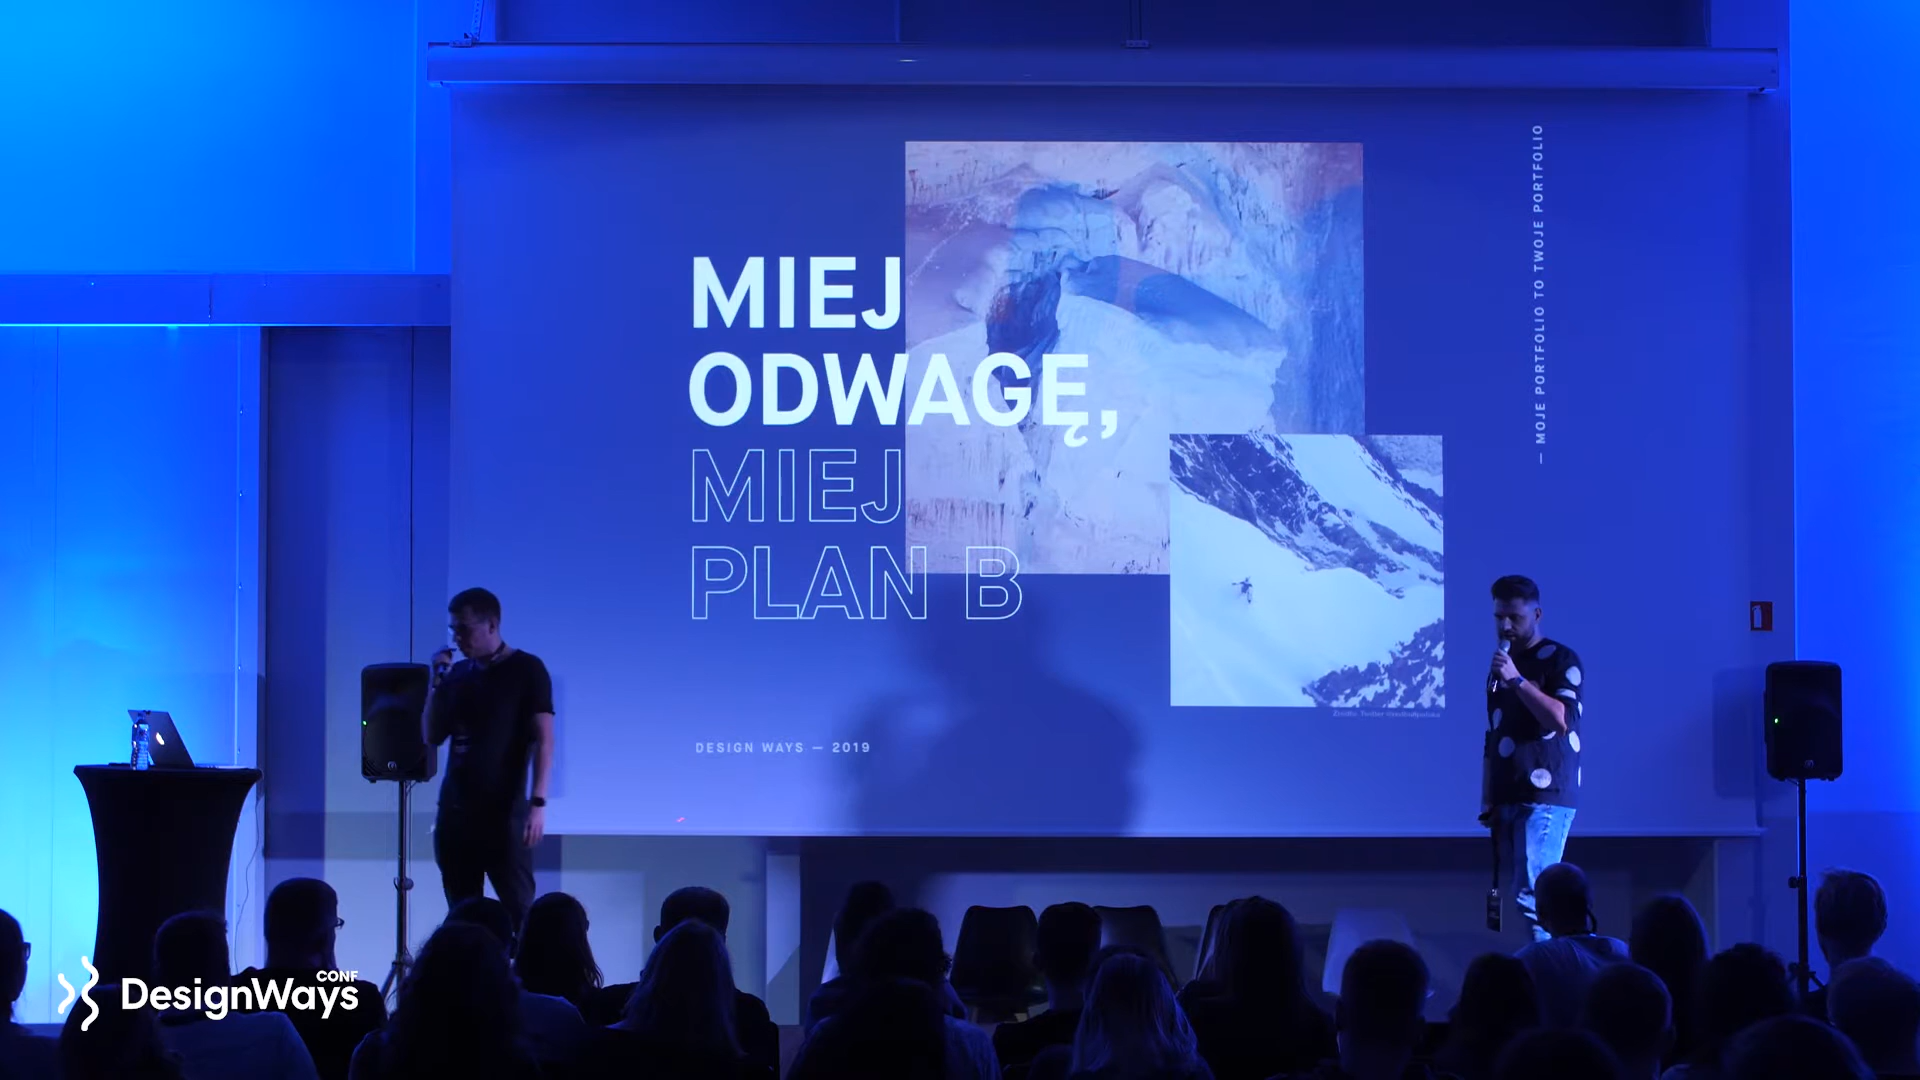 MIEJ
ODWAGĘ,
MIEJ
PLAN B
DESIGN WAYS — 2019
— MOJE PORTFOLIO TO TWOJE PORTFOLIO
DesignWays CONF